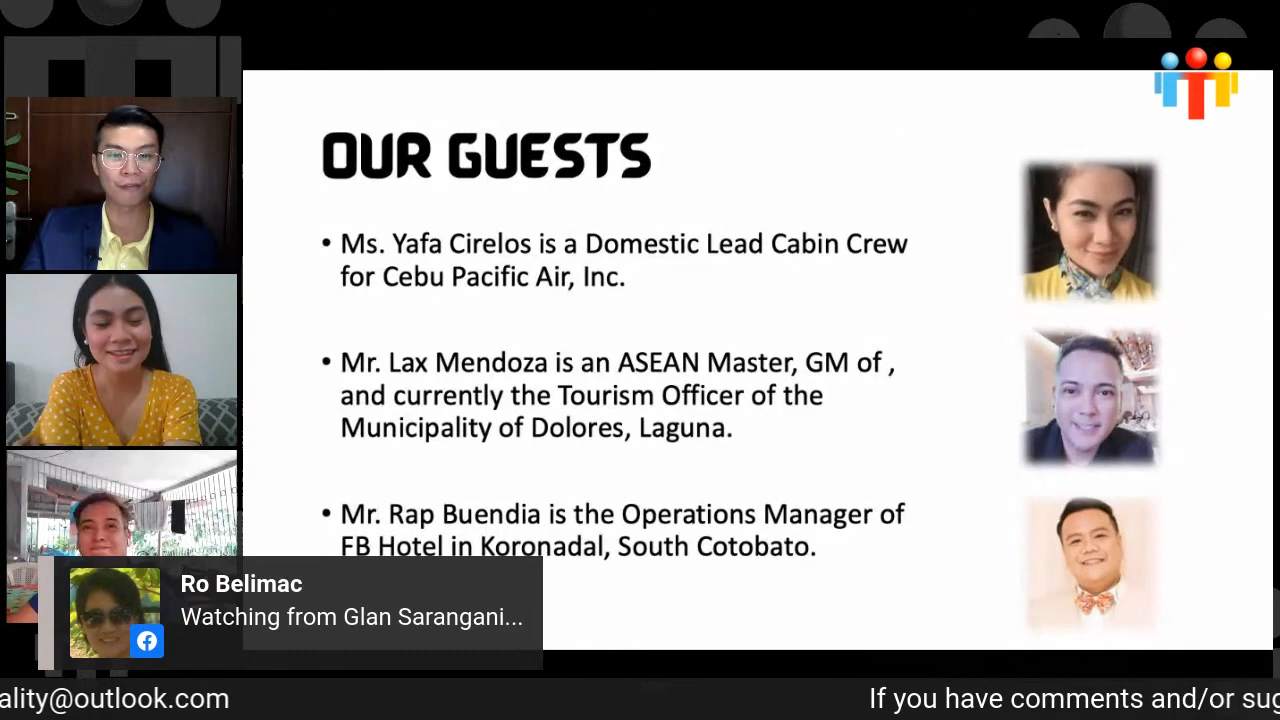 OUR GUESTS
• Ms. Yafa Cirelos is a Domestic Lead Cabin Crew
for Cebu Pacific Air, Inc.
• Mr. Lax Mendoza is an ASEAN Master, GM of ,
and currently the Tourism Officer of the
Municipality of Dolores, Laguna.
• Mr. Rap Buendia is the Operations Manager of
FB Hotel in Koronadal, South Cotobato.
Ro Belimac
Watching from Glan Sarangani...
ality@outlook.com
If you have comments and/or sug